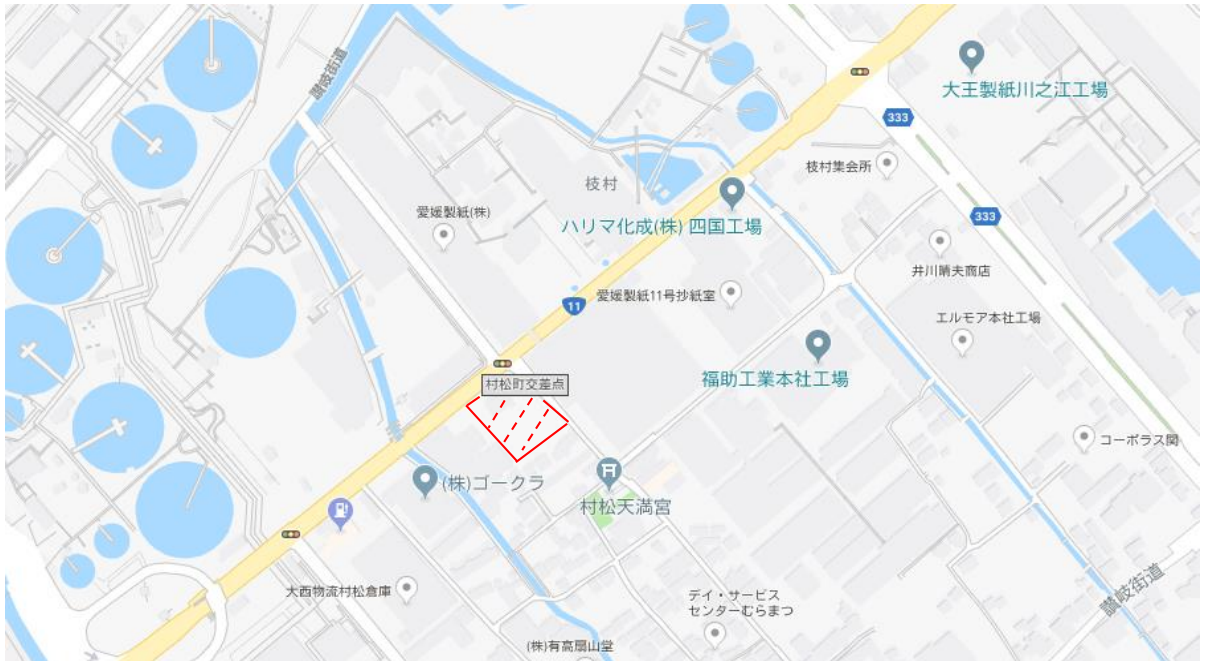 讃岐街道
大王製紙川之江工場
333
枝村集会所
枝村
愛媛製紙(株)
ハリマ化成(株) 四国工場
333
井川晴夫商店
愛媛製紙11号抄紙室
11
エルモア本社工場
福助工業本社工場
村松町交差点
コーポラス関
(株)ゴークラ
村松天満宮
大西物流村松倉庫
讃岐街道
デイ・サービス
センターむらまつ
(株)有高扇山堂